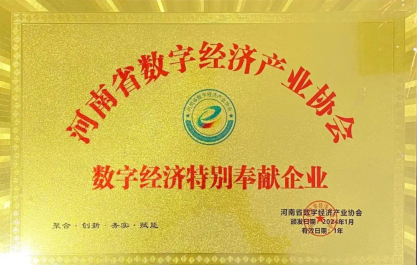 河南省数字经济产业协会
数字经济特别奉献企业
聚合·创新 务实·赋能
河南省数字经济产业协会
颁发日期：2024年1月
有效日期：1年